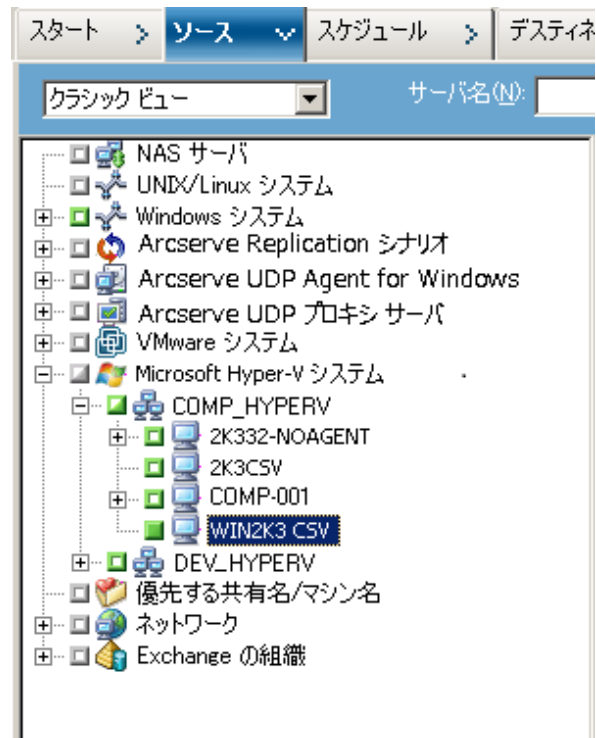 スタート ソース スケジュール デスティネ
クラシック ビュー サーバ名(N):
NAS サーバ
UNIX/Linux システム
Windows システム
Arcserve Replication シナリオ
Arcserve UDP Agent for Windows
Arcserve UDP プロキシ サーバ
VMware システム
Microsoft Hyper-V システム
COMP_HYPERV
2K332-NOAGENT
2K3CSV
COMP-001
WIN2K3 CSV
DEV_HYPERV
優先する共有名/マシン名
ネットワーク
Exchange の組織